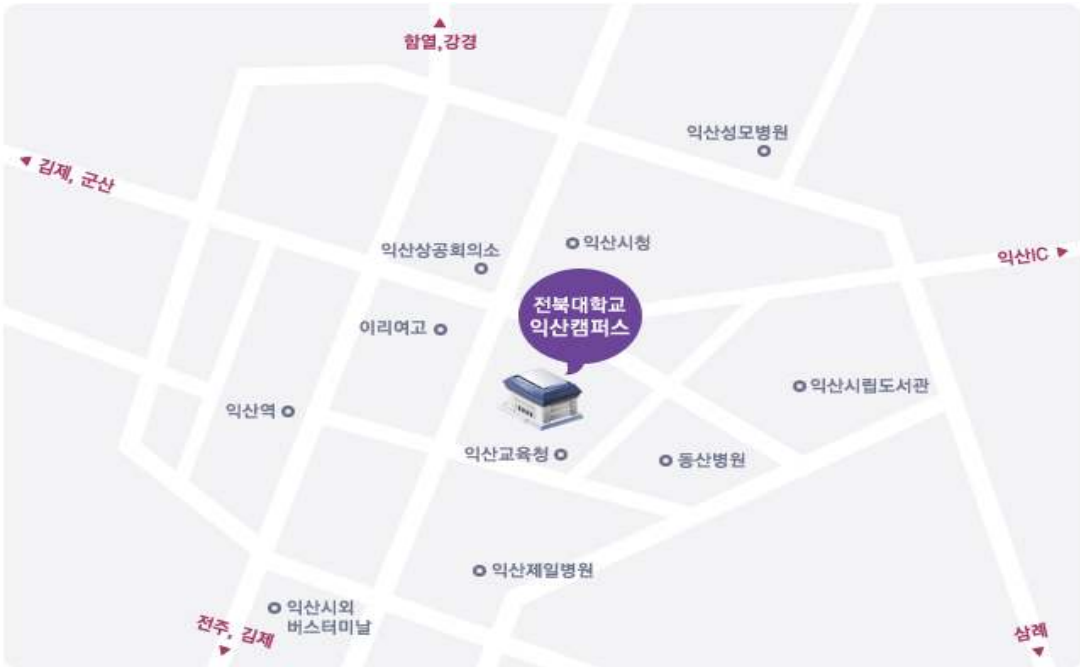 함열,강경
익산성모병원
김제, 군산
익산시청
익산상공회의소
익산IC
전북대학교
익산캠퍼스
이리여고
익산시립도서관
익산역
익산교육청
동산병원
익산제일병원
익산시외
버스터미널
전주, 김제
삼례